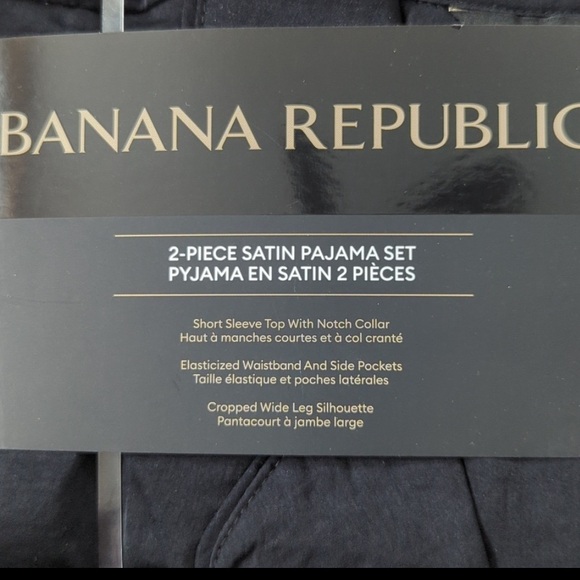 BANANA REPUBLIC
2-PIECE SATIN PAJAMA SET
PYJAMA EN SATIN 2 PIÈCES
Short Sleeve Top With Notch Collar
Haut à manches courtes et à col cranté
Elasticized Waistband And Side Pockets
Taille élastique et poches latérales
Cropped Wide Leg Silhouette
Pantacourt à jambe large